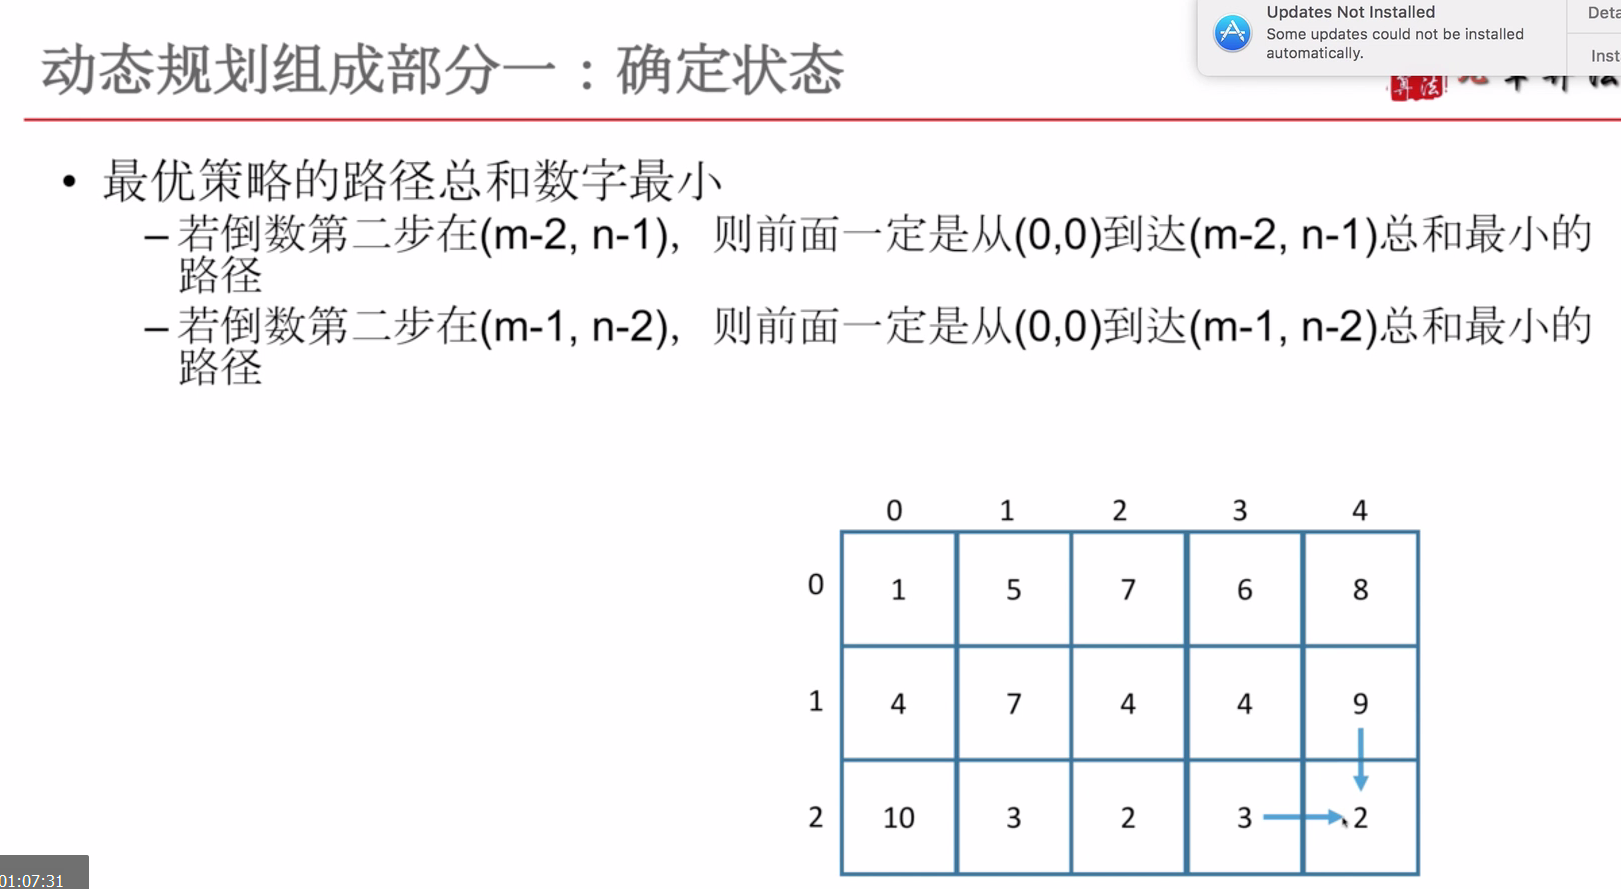 Updates Not Installed
Some updates could not be installed
automatically.
动态规划组成部分一：确定状态
算法
• 最优策略的路径总和数字最小
– 若倒数第二步在(m-2, n-1)，则前面一定是从(0,0)到达(m-2, n-1)总和最小的
路径
– 若倒数第二步在(m-1, n-2)，则前面一定是从(0,0)到达(m-1, n-2)总和最小的
路径
0 1 2 3 4
0 1 5 7 6 8
1 4 7 4 4 9
2 10 3 2 3 2
01:07:31